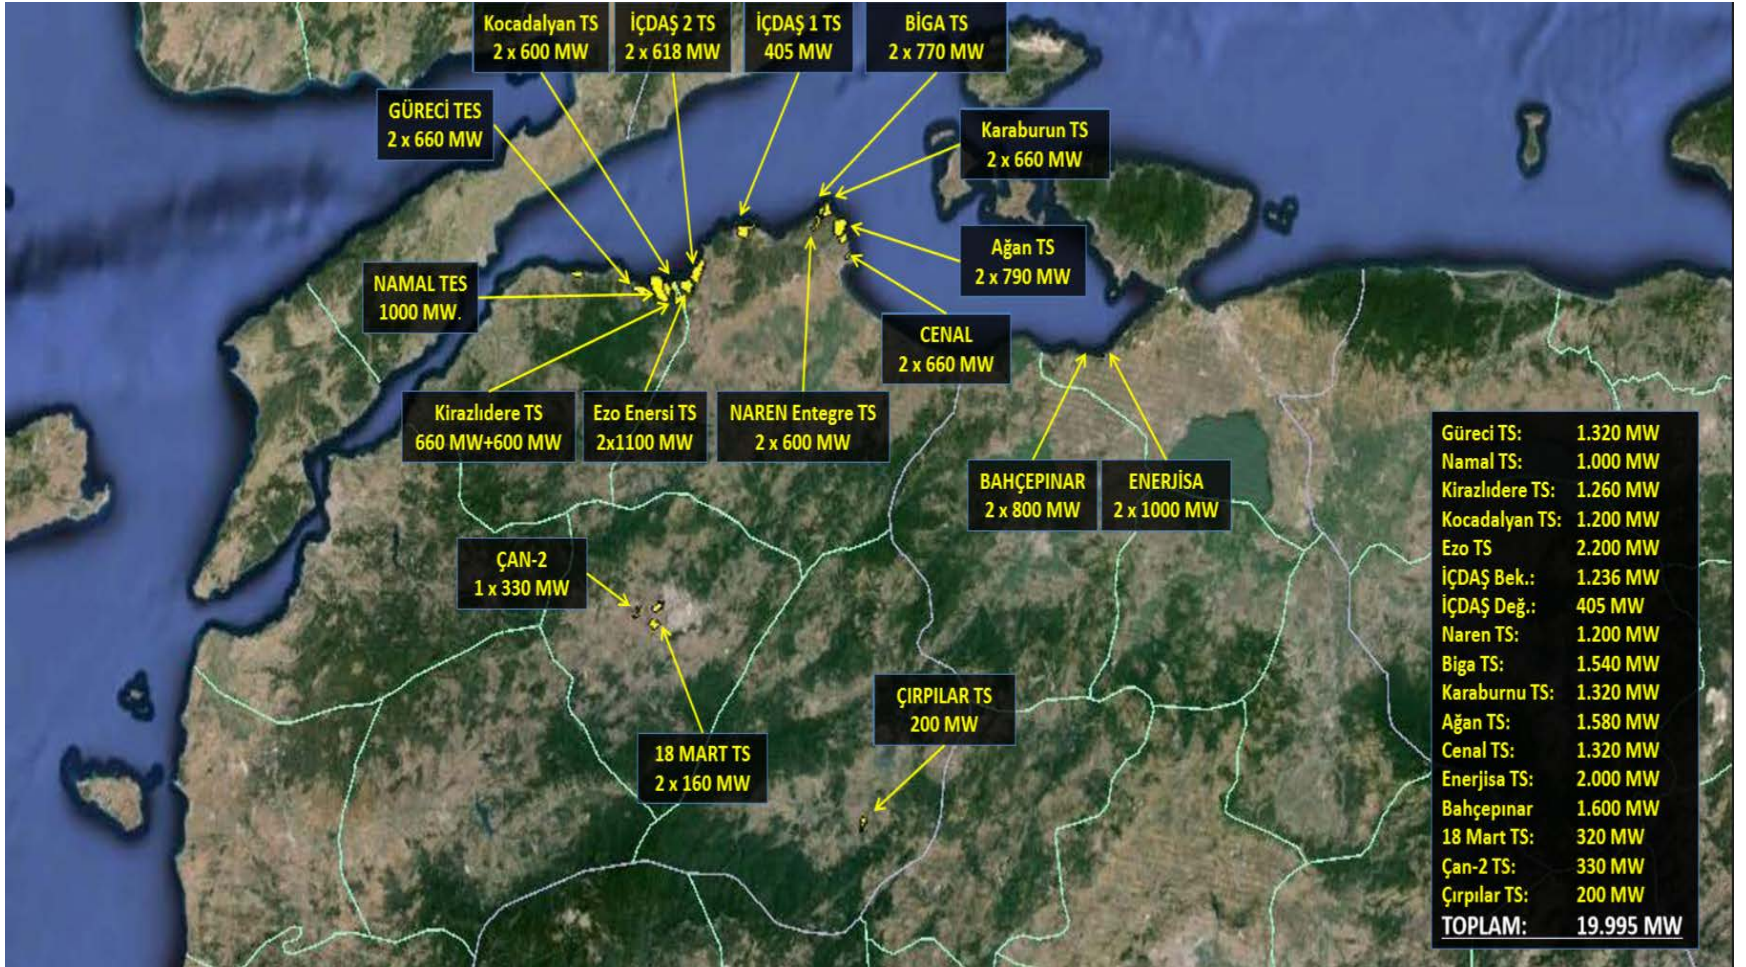 Kocadalyan TS
2 x 600 MW
İÇDAŞ 2 TS
2 x 618 MW
İÇDAŞ 1 TS
405 MW
BİGA TS
2 x 770 MW
GÜRECİ TES
2 x 660 MW
Karaburun TS
2 x 660 MW
Ağan TS
2 x 790 MW
NAMAL TES
1000 MW.
CENAL
2 x 660 MW
Kirazlıdere TS
660 MW+600 MW
Ezo Enersi TS
2x1100 MW
NAREN Entegre TS
2 x 600 MW
BAHÇEPINAR
2 x 800 MW
ENERJİSA
2 x 1000 MW
ÇAN-2
1 x 330 MW
ÇIRPILAR TS
200 MW
18 MART TS
2 x 160 MW
Güreci TS: 1.320 MW
Namal TS: 1.000 MW
Kirazlıdere TS: 1.260 MW
Kocadalyan TS: 1.200 MW
Ezo TS 2.200 MW
İÇDAŞ Bek.: 1.236 MW
İÇDAŞ Değ.: 405 MW
Naren TS: 1.200 MW
Biga TS: 1.540 MW
Karaburnu TS: 1.320 MW
Ağan TS: 1.580 MW
Cenal TS: 1.320 MW
Enerjisa TS: 2.000 MW
Bahçepınar 1.600 MW
18 Mart TS: 320 MW
Çan-2 TS: 330 MW
Çırpılar TS: 200 MW
TOPLAM: 19.995 MW